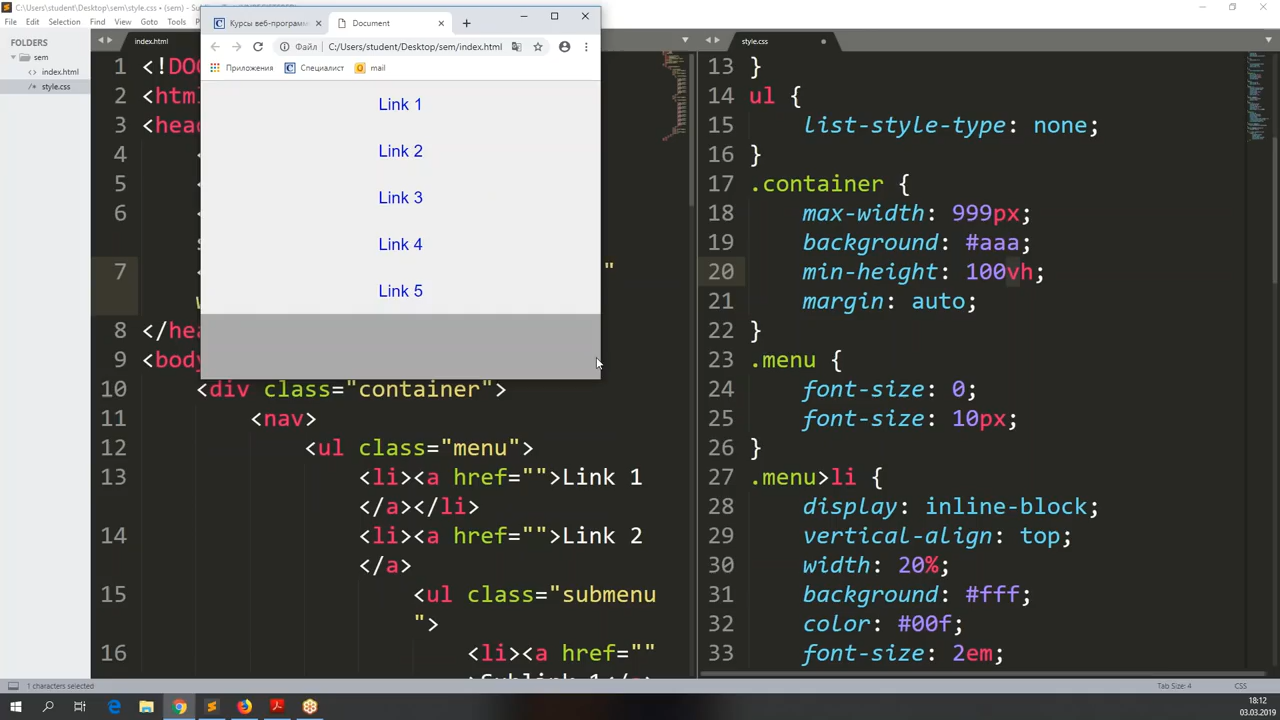 C:\Users\student\Desktop\sem\style.css • (sem)
File Edit Selection
View Goto Tools
FOLDERS
sem
index.html
style.css
index.html
1 <!DOC
2 <htm
3 <head
4 <
5 <
6 <
s
7 < "
8 </hea
9 <body
10 <div class="container">
11 <nav>
12 <ul class="menu">
13 <li><a href="">Link 1
</a></li>
14 <li><a href="">Link 2
</a>
15 <ul class="submenu
">
16 <li><a href=""
Курсы веб-программ
Document
Файл C:/Users/student/Desktop/sem/index.html
Приложения Специалист mail
Link 1
Link 2
Link 3
Link 4
Link 5
style.css
13 }
14 ul {
15 list-style-type: none;
16 }
17 .container {
18 max-width: 999px;
19 background: #aaa;
20 min-height: 100vh;
21 margin: auto;
22 }
23 .menu {
24 font-size: 0;
25 font-size: 10px;
26 }
27 .menu>li {
28 display: inline-block;
29 vertical-align: top;
30 width: 20%;
31 background: #fff;
32 color: #00f;
33 font-size: 2em;
1 characters selected
Tab Size: 4
CSS
18:12
03.03.2019